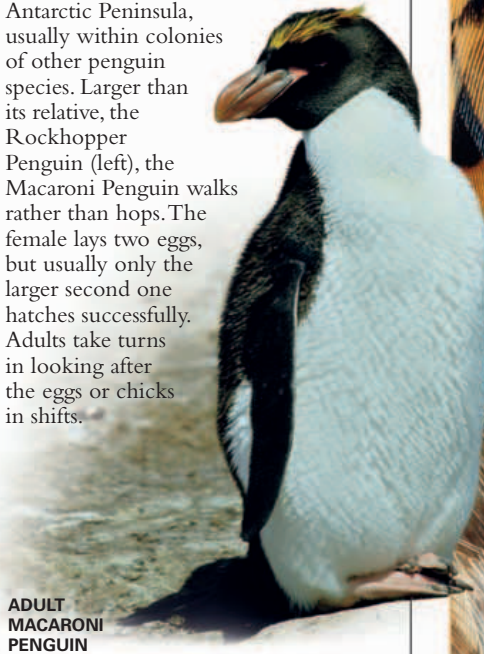 Antarctic Peninsula,
usually within colonies
of other penguin
species. Larger than
its relative, the
Rockhopper
Penguin (left), the
Macaroni Penguin walks
rather than hops. The
female lays two eggs,
but usually only the
larger second one
hatches successfully.
Adults take turns
in looking after
the eggs or chicks
in shifts.
ADULT
MACARONI
PENGUIN